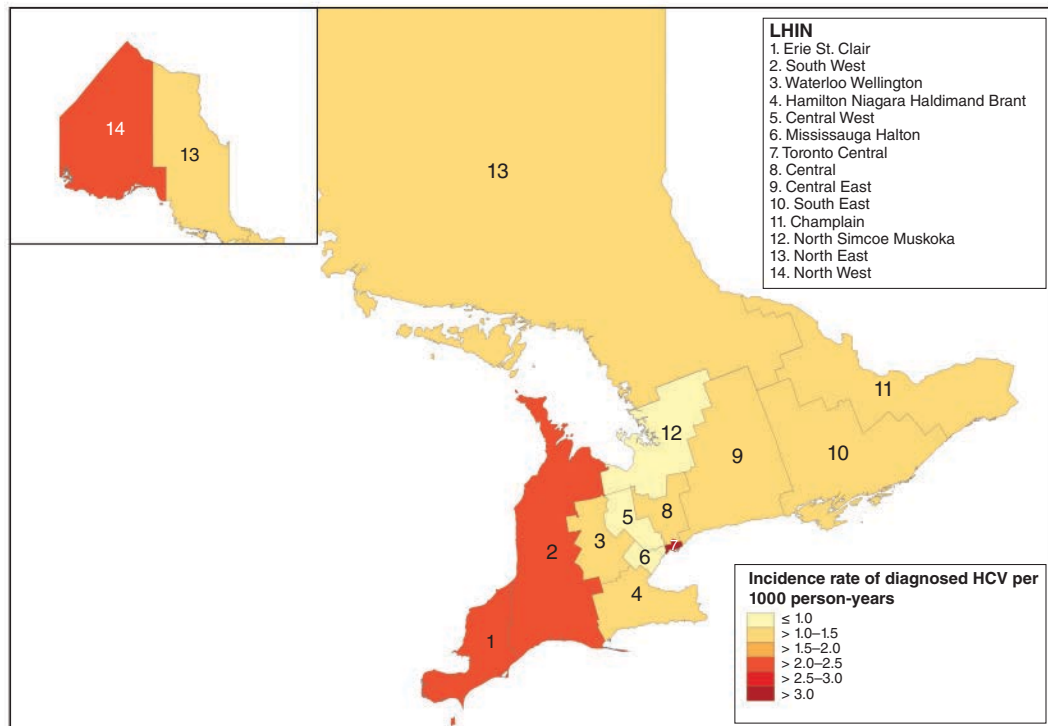 14
13
13
LHIN
1. Erie St. Clair
2. South West
3. Waterloo Wellington
4. Hamilton Niagara Haldimand Brant
5. Central West
6. Mississauga Halton
7. Toronto Central
8. Central
9. Central East
10. South East
11. Champlain
12. North Simcoe Muskoka
13. North East
14. North West
11
12
9
10
8
5
3
2
7
6
4
1
Incidence rate of diagnosed HCV per
1000 person-years
≤ 1.0
> 1.0–1.5
> 1.5–2.0
> 2.0–2.5
> 2.5–3.0
> 3.0